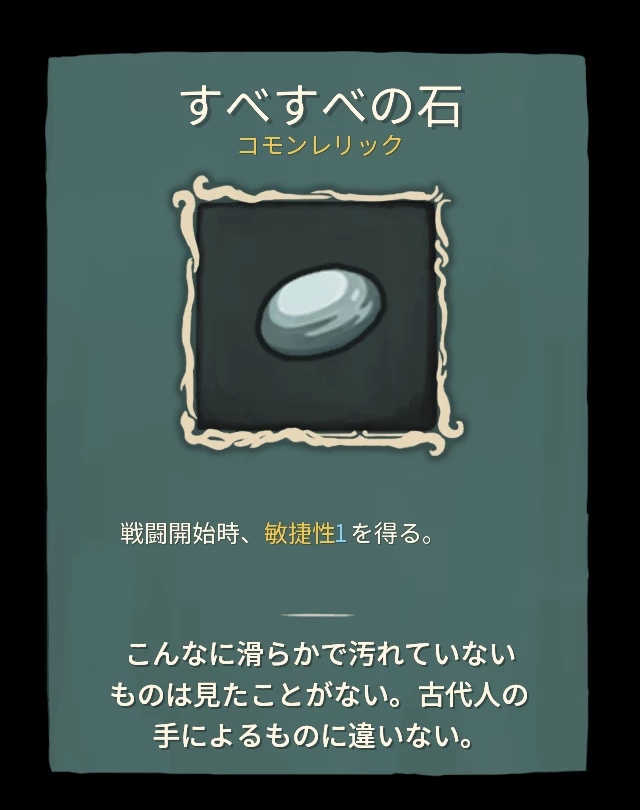 すべすべの石
コモンレリック
戦闘開始時、敏捷性1を得る。
こんなに滑らかで汚れていない
ものは見たことがない。古代人の
手によるものに違いない。